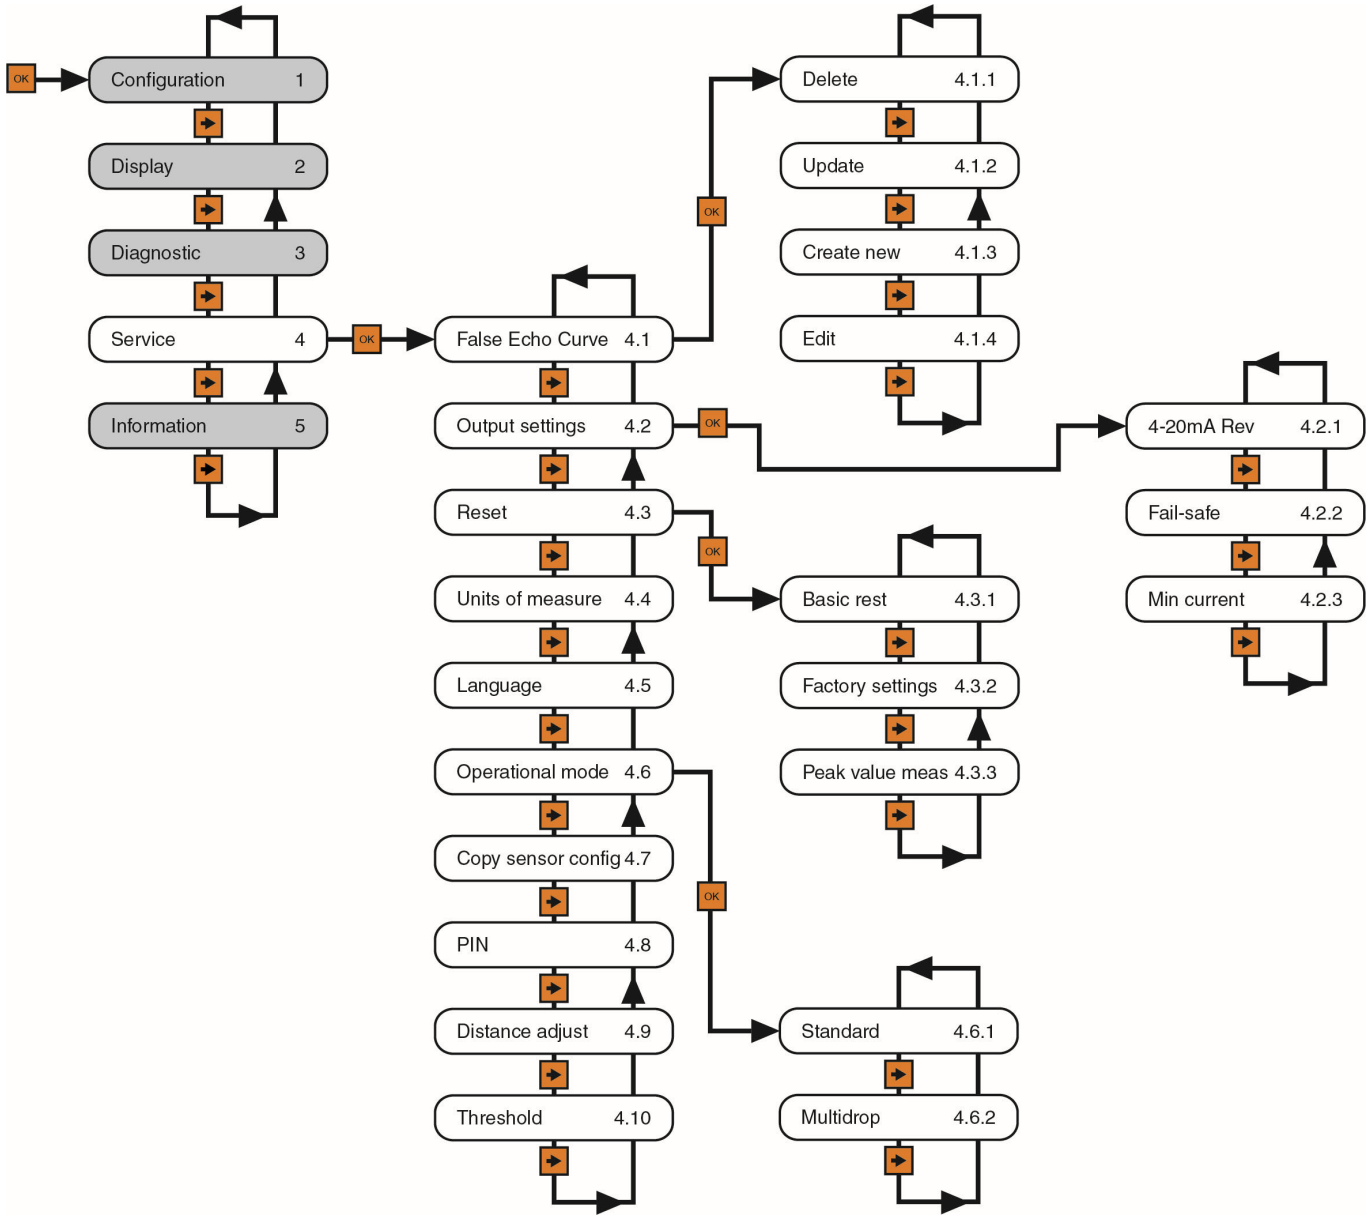 OK
Configuration 1
Display 2
Diagnostic 3
Service 4
Information 5
OK
False Echo Curve 4.1
Output settings 4.2
Reset 4.3
Units of measure 4.4
Language 4.5
Operational mode 4.6
Copy sensor config 4.7
PIN 4.8
Distance adjust 4.9
Threshold 4.10
OK
Delete 4.1.1
Update 4.1.2
Create new 4.1.3
Edit 4.1.4
OK
4-20mA Rev 4.2.1
Fail-safe 4.2.2
Min current 4.2.3
OK
Basic rest 4.3.1
Factory settings 4.3.2
Peak value meas 4.3.3
OK
Standard 4.6.1
Multidrop 4.6.2